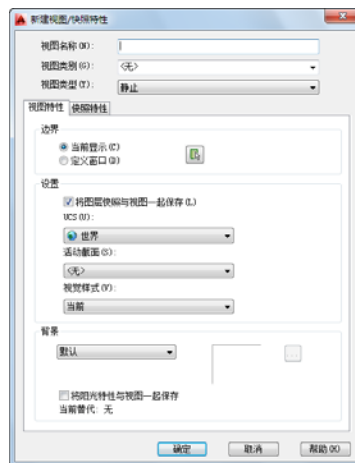 新建视图/快照特性
视图名称(N):
视图类别(G): <无>
视图类型(T): 静止
视图特性 快照特性
边界
当前显示(C)
定义窗口(D)
设置
将图层快照与视图一起保存(L)
UCS(U):
世界
活动截面(S):
<无>
视觉样式(V):
当前
背景
默认
...
将阳光特性与视图一起保存
当前替代: 无
确定 取消 帮助(H)